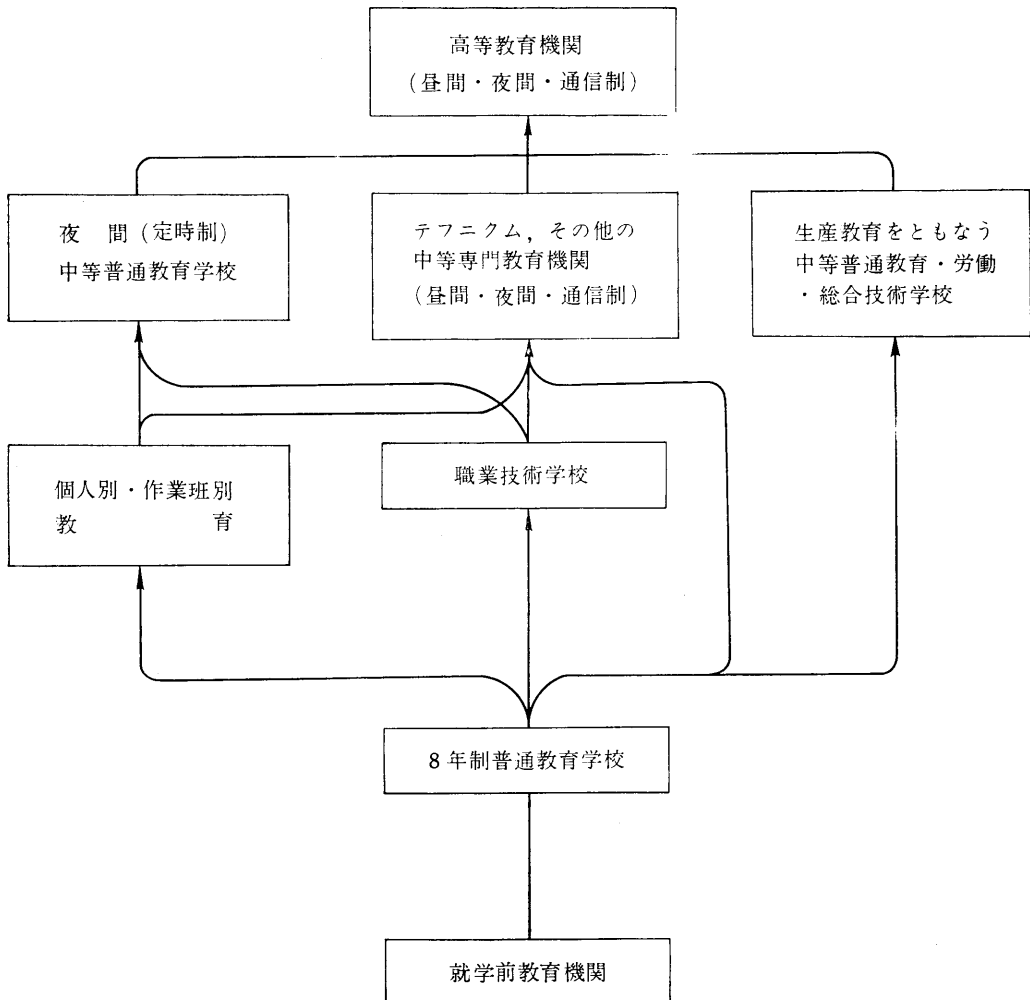 高等教育機関
(昼間・夜間・通信制)
夜　間(定時制)
中等普通教育学校
テフニクム，その他の
中等専門教育機関
(昼間・夜間・通信制)
生産教育をともなう
中等普通教育・労働
・総合技術学校
個人別・作業班別
教　　　　　育
職業技術学校
8年制普通教育学校
就学前教育機関